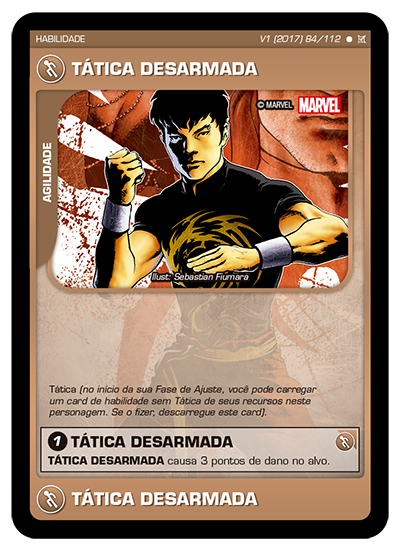 HABILIDADE V1 (2017) 84/112
TÁTICA DESARMADA
© MARVEL MARVEL
AGILIDADE
Illust: Sebastian Fiumara
Tática (no início da sua Fase de Ajuste, você pode carregar
um card de habilidade sem Tática de seus recursos neste
personagem. Se o fizer, descarregue este card).
1 TÁTICA DESARMADA
TÁTICA DESARMADA causa 3 pontos de dano no alvo.
TÁTICA DESARMADA